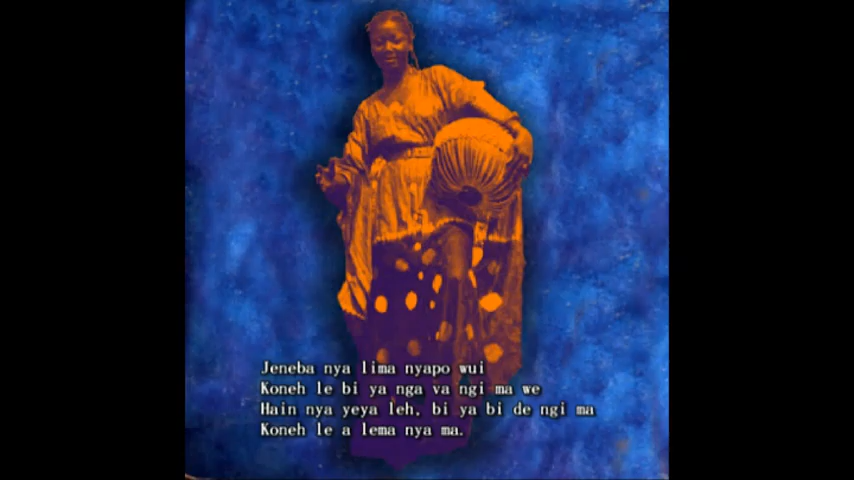 Jeneba nya lima nyapo wui
Koneh le bi ya nga va ngi ma we
Hain nya yeya leh, bi ya bi de ngi ma
Koneh le a lema nya ma.